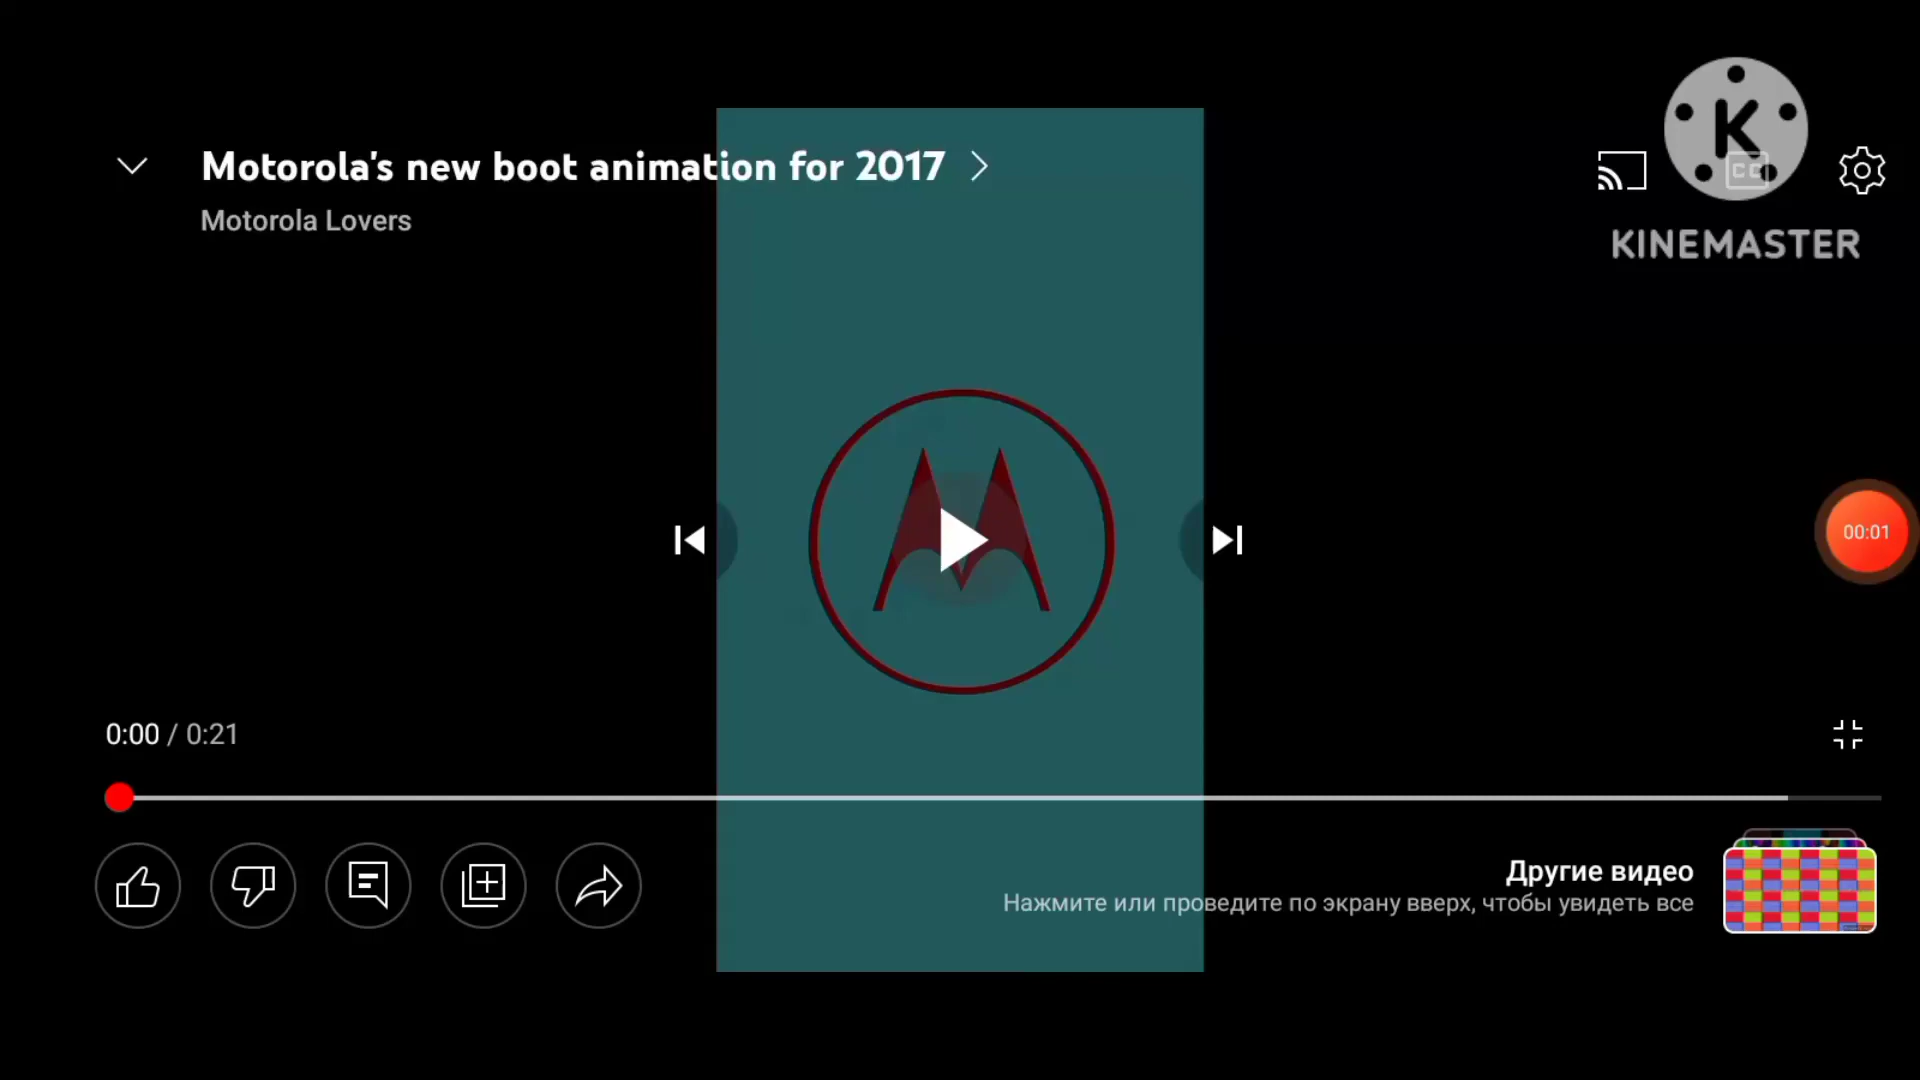 Motorola's new boot animation for 2017
Motorola Lovers
K
CC
KINEMASTER
00:01
0:00 / 0:21
Другие видео
Нажмите или проведите по экрану вверх, чтобы увидеть все